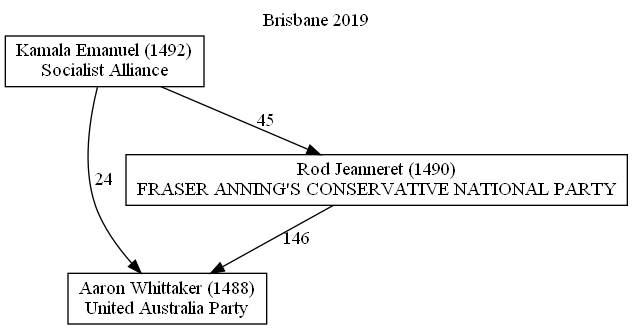 Brisbane 2019
Kamala Emanuel (1492)
Socialist Alliance
45
Rod Jeanneret (1490)
FRASER ANNING'S CONSERVATIVE NATIONAL PARTY
24
146
Aaron Whittaker (1488)
United Australia Party